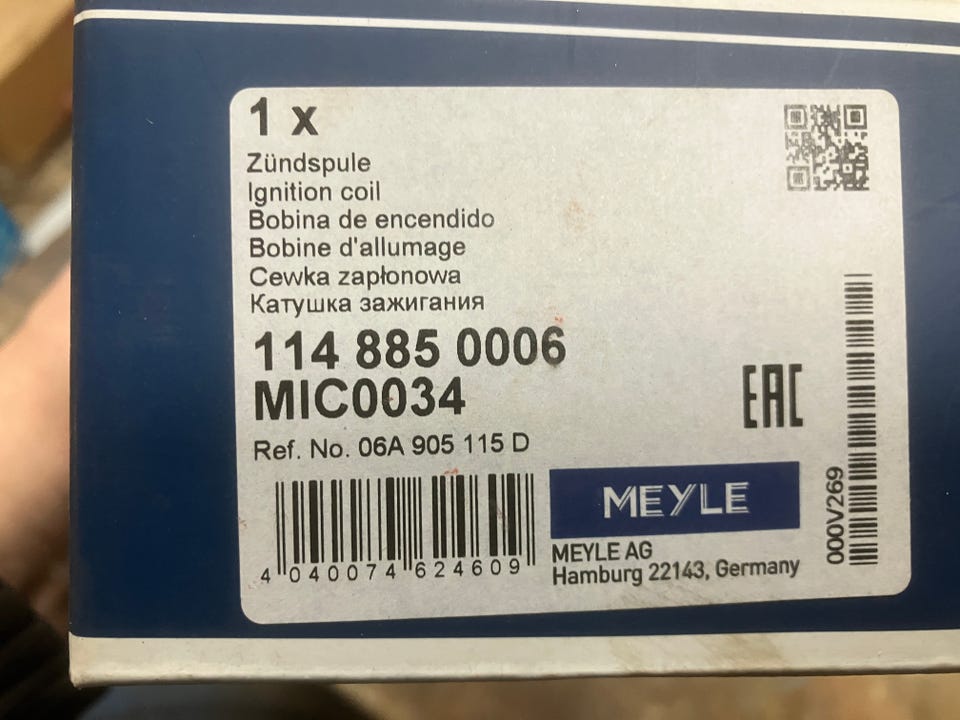 1 x
Zündspule
Ignition coil
Bobina de encendido
Bobine d'allumage
Cewka zapłonowa
Катушка зажигания
114 885 0006
MIC0034
Ref. No. 06A 905 115 D
EAC
4 040074 624609
MEYLE
MEYLE AG
Hamburg 22143, Germany
000V269